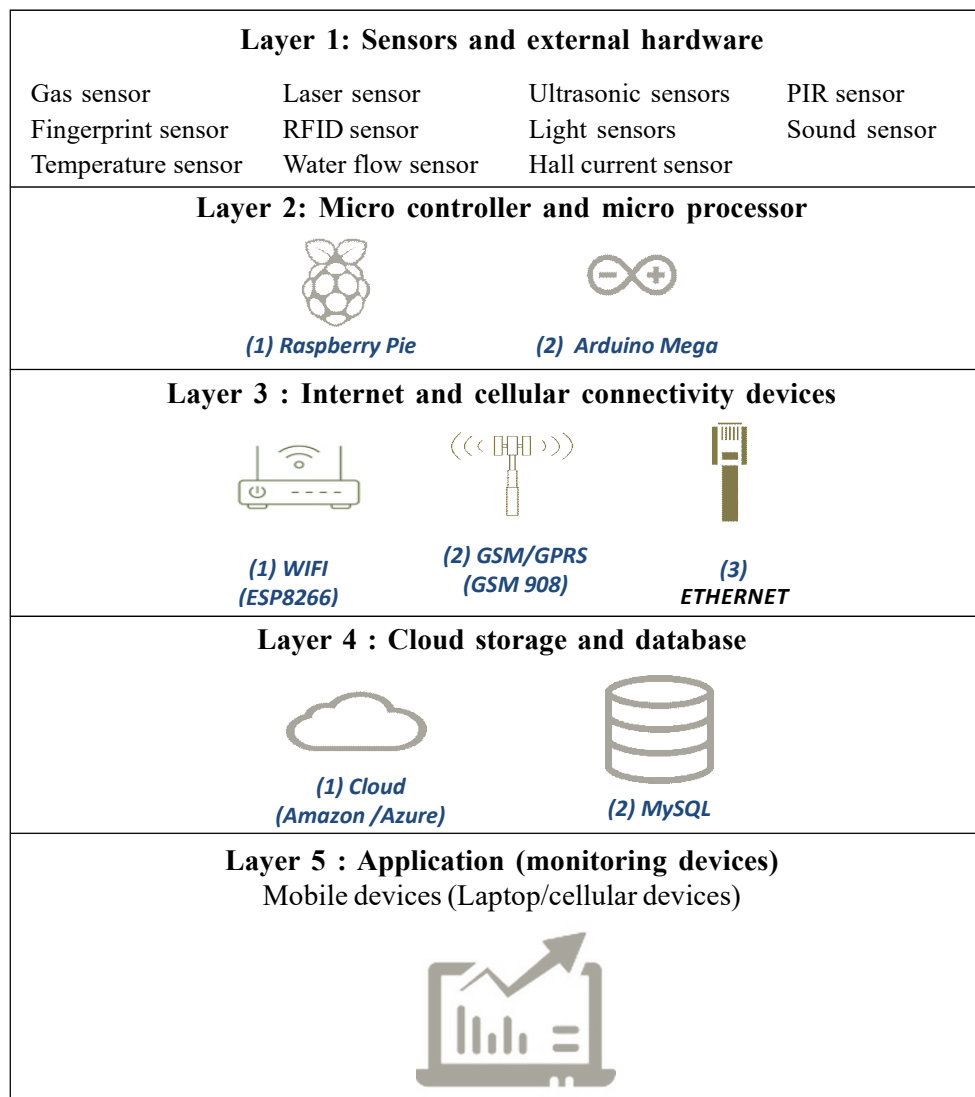 Layer 1: Sensors and external hardware
Gas sensor Laser sensor Ultrasonic sensors PIR sensor
Fingerprint sensor RFID sensor Light sensors Sound sensor
Temperature sensor Water flow sensor Hall current sensor
Layer 2: Micro controller and micro processor
(1) Raspberry Pie (2) Arduino Mega
Layer 3 : Internet and cellular connectivity devices
(1) WIFI
(ESP8266)
(2) GSM/GPRS
(GSM 908)
(3)
ETHERNET
Layer 4 : Cloud storage and database
(1) Cloud
(Amazon /Azure)
(2) MySQL
Layer 5 : Application (monitoring devices)
Mobile devices (Laptop/cellular devices)